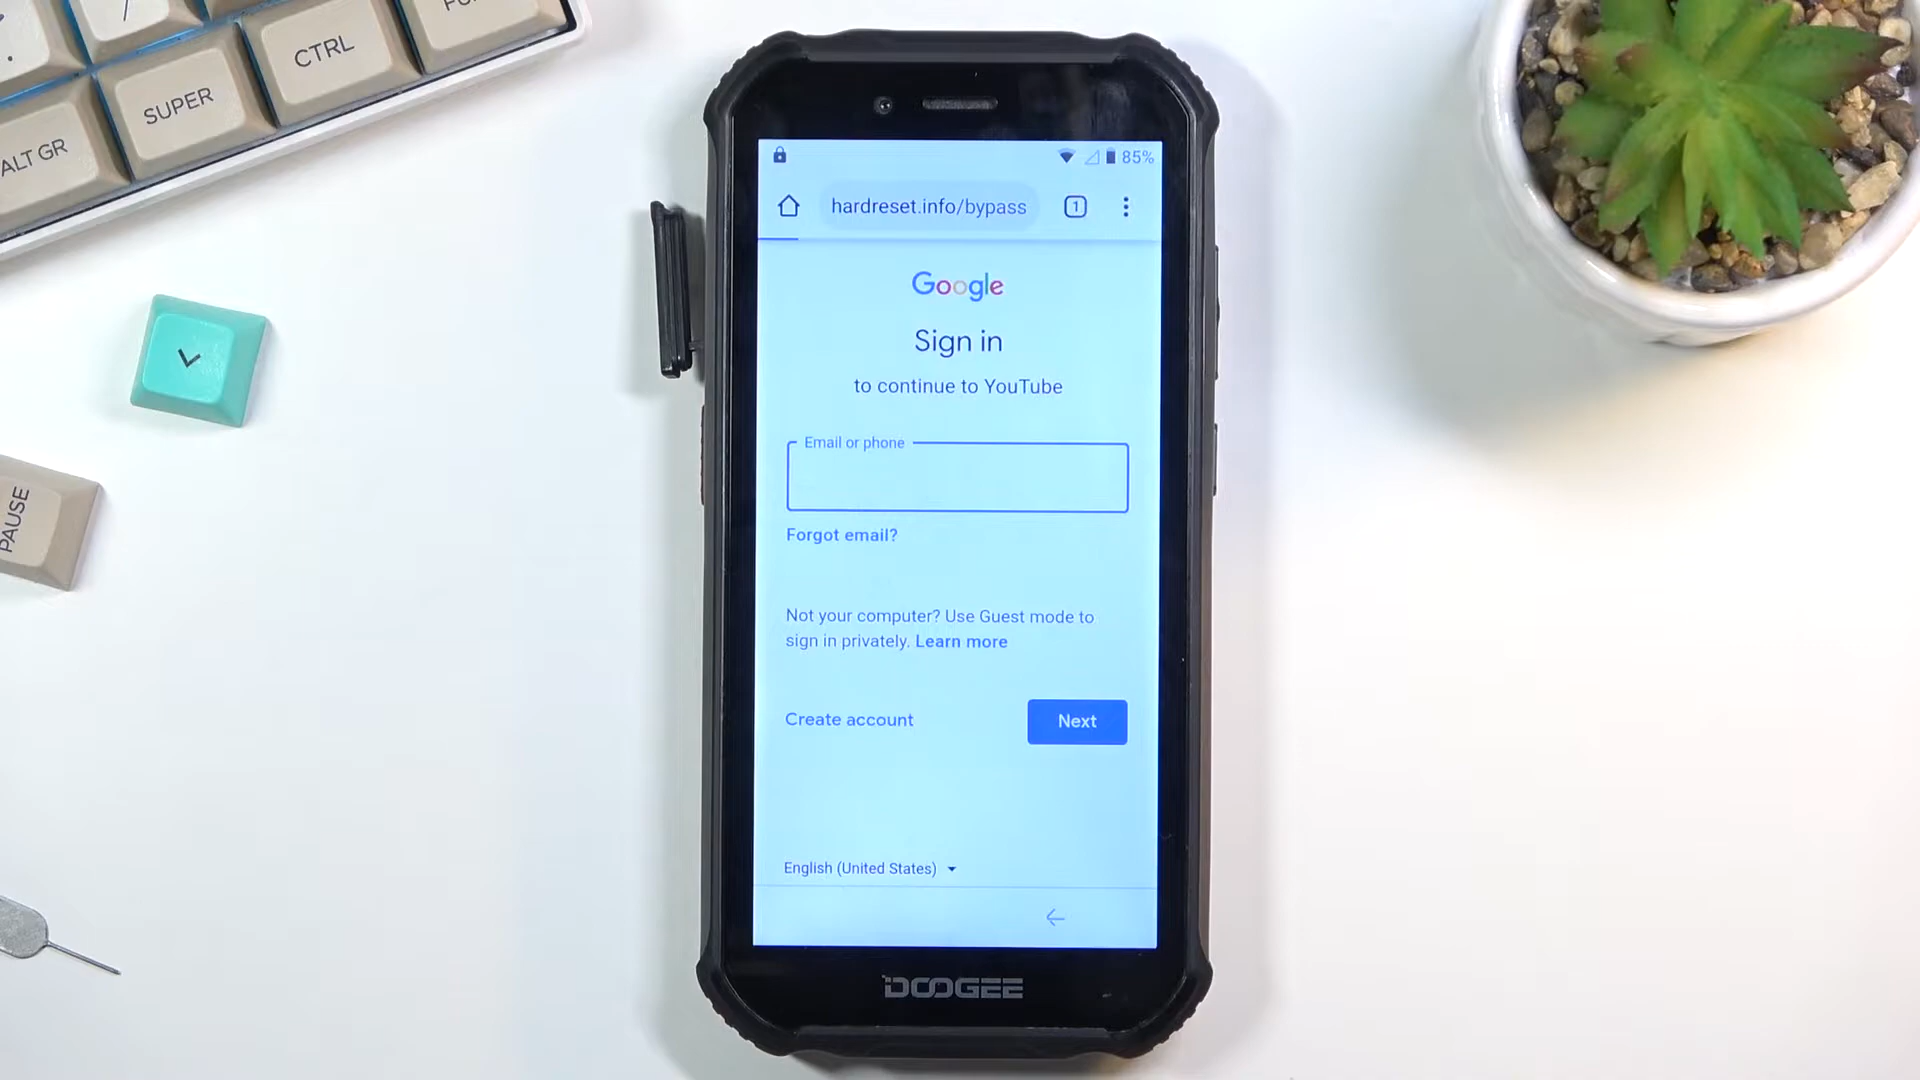 CTRL
SUPER
ALT GR
PAUSE
85%
hardreset.info/bypass
1
Google
Sign in
to continue to YouTube
Email or phone
Forgot email?
Not your computer? Use Guest mode to
sign in privately. Learn more
Create account
Next
English (United States)
DOOGEE